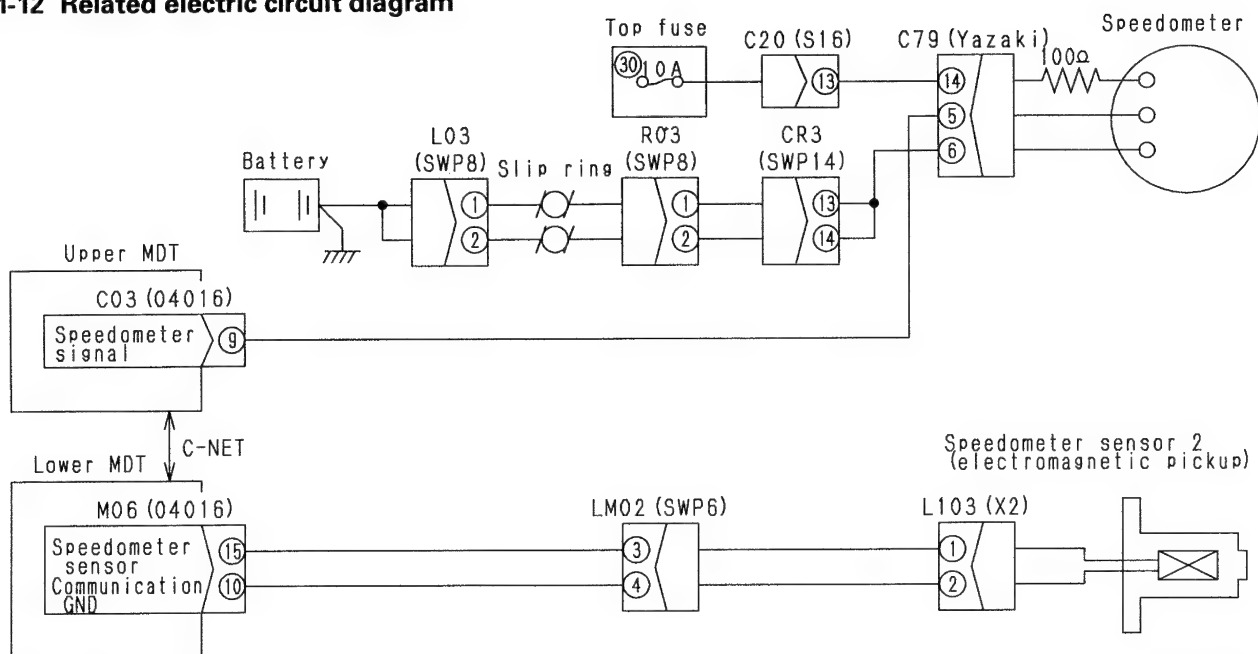 1-12 Related electric circuit diagram
Top fuse
30
10A
C20 (S16)
13
C79 (Yazaki)
14
5
6
100Ω
Speedometer
Battery
L03
(SWP8)
1
2
Slip ring
R03
(SWP8)
1
2
CR3
(SWP14)
13
14
Upper MDT
C03 (04016)
Speedometer
signal
9
C-NET
Lower MDT
M06 (04016)
Speedometer
sensor
15
Communication
GND
10
LM02 (SWP6)
3
4
L103 (X2)
1
2
Speedometer sensor 2
(electromagnetic pickup)